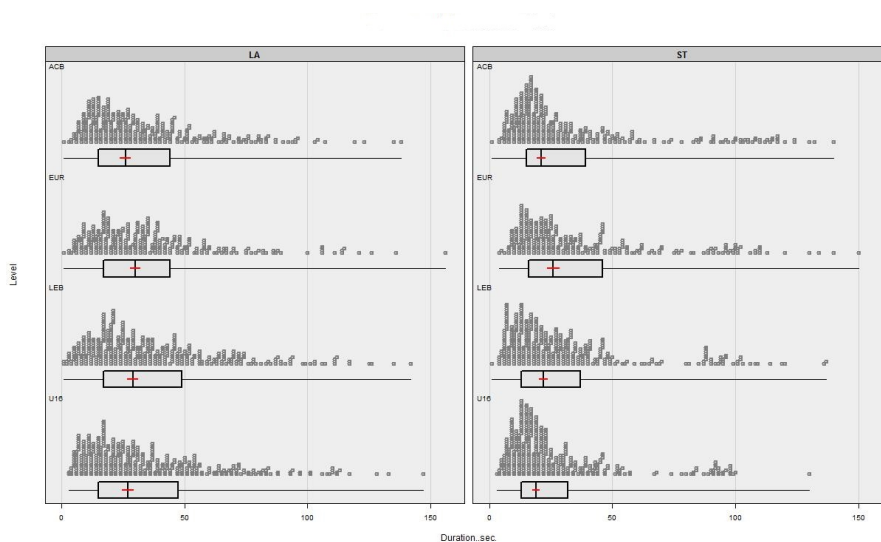 LA
ST
ACB
ACB
EUR
EUR
LEB
LEB
U16
U16
Level
0
50
100
150
0
50
100
150
Duration..sec.